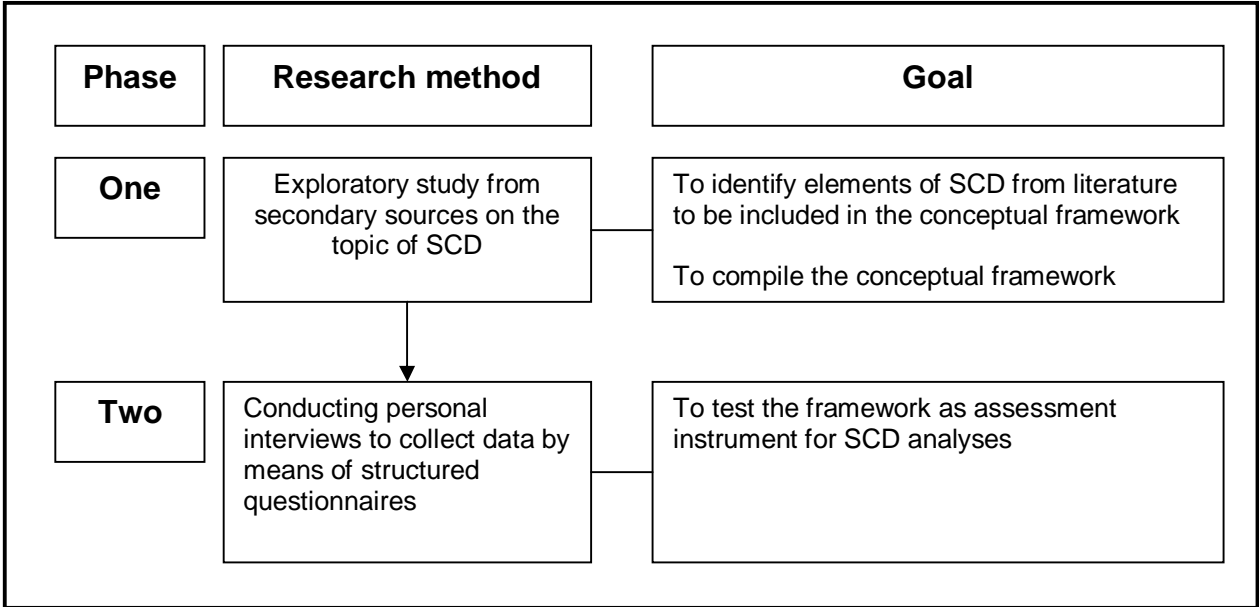 Phase
Research method
Goal
One
Exploratory study from
secondary sources on the
topic of SCD
To identify elements of SCD from literature
to be included in the conceptual framework
To compile the conceptual framework
Two
Conducting personal
interviews to collect data by
means of structured
questionnaires
To test the framework as assessment
instrument for SCD analyses